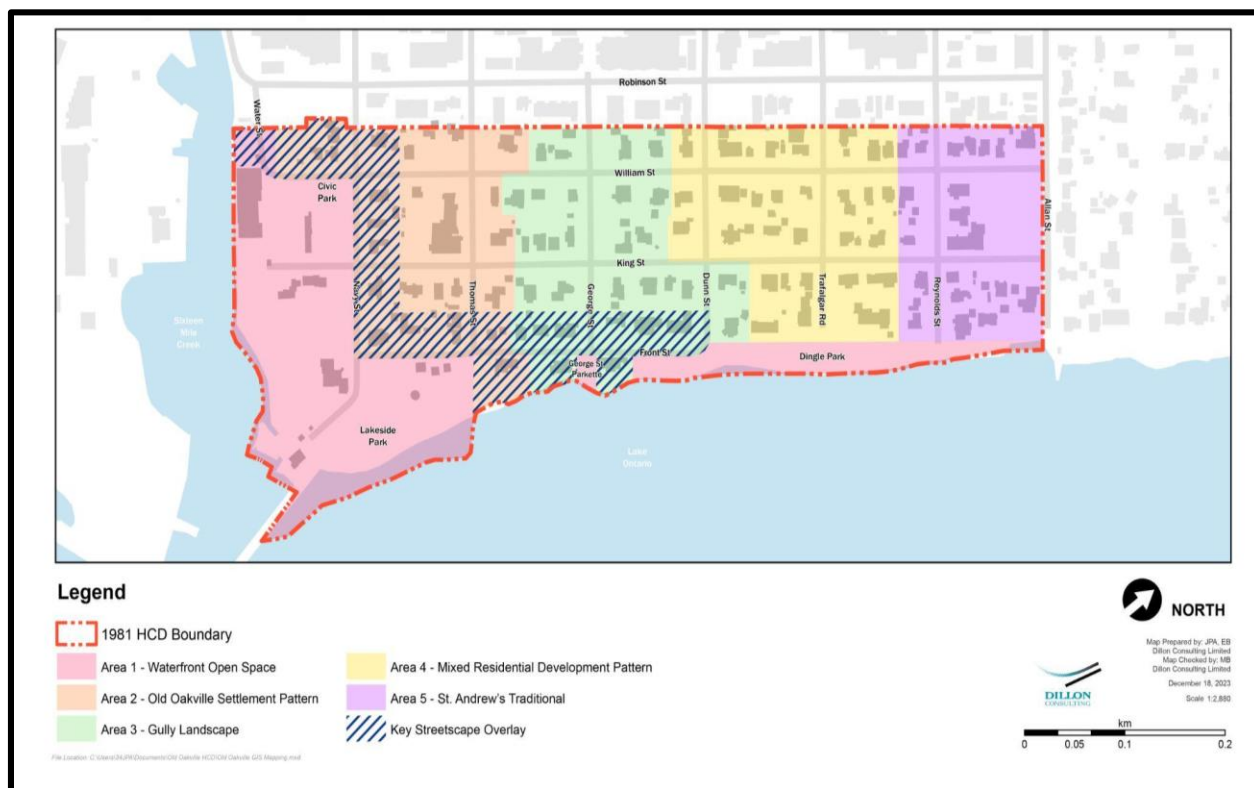 Robinson St
Water St
William St
Civic
Park
Allan St
King St
Navy St
Thomas St
George St
Dunn St
Trafalgar Rd
Reynolds St
Sixteen
Mile
Creek
Front St
Dingle Park
George St
Parkette
Lakeside
Park
Lake
Ontario
Legend
1981 HCD Boundary
Area 1 - Waterfront Open Space
Area 2 - Old Oakville Settlement Pattern
Area 3 - Gully Landscape
Area 4 - Mixed Residential Development Pattern
Area 5 - St. Andrew's Traditional
Key Streetscape Overlay
NORTH
Map Prepared by: JPA, EB
Dillon Consulting Limited
Map Checked by: MB
Dillon Consulting Limited
December 18, 2023
Scale 1:2,880
DILLON
CONSULTING
km
0 0.05 0.1 0.2
File Location: